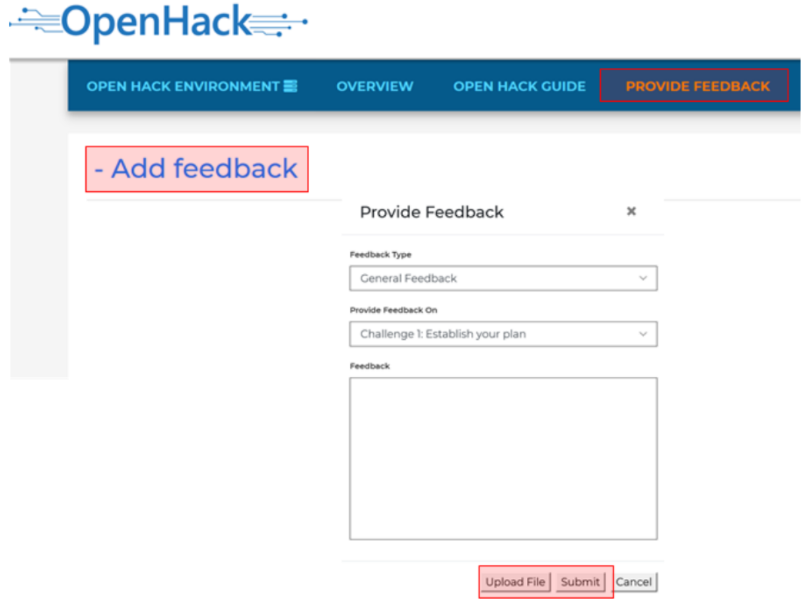 OpenHack
OPEN HACK ENVIRONMENT OVERVIEW OPEN HACK GUIDE PROVIDE FEEDBACK
- Add feedback
Provide Feedback
Feedback Type
General Feedback
Provide Feedback On
Challenge 1: Establish your plan
Feedback
Upload File Submit Cancel